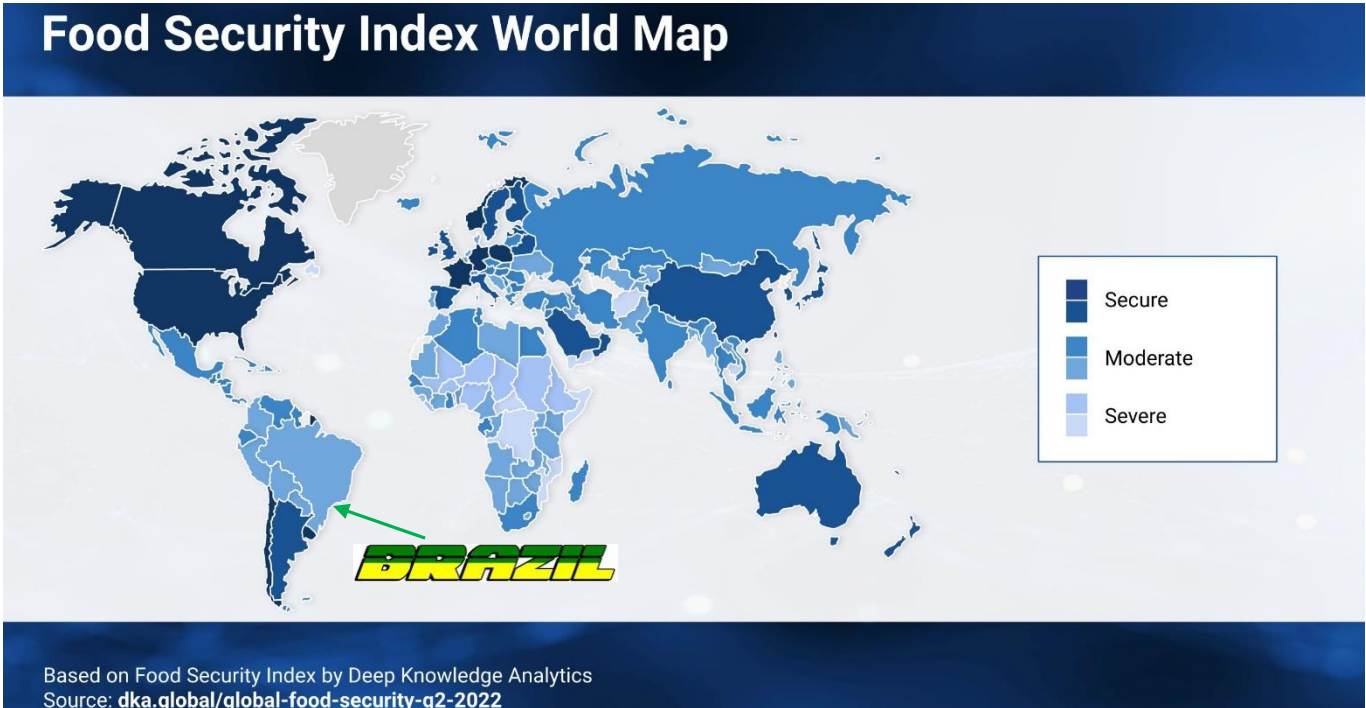 Food Security Index World Map
Secure
Moderate
Severe
BRAZIL
Based on Food Security Index by Deep Knowledge Analytics
Source: dka.global/global-food-security-q2-2022